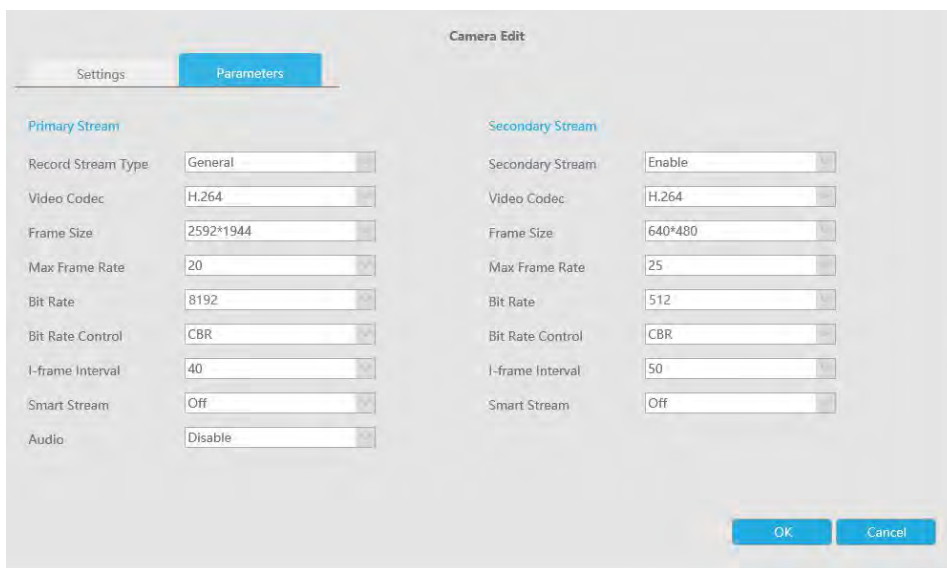 Camera Edit
Settings Parameters
Primary Stream
Record Stream Type General
Video Codec H.264
Frame Size 2592*1944
Max Frame Rate 20
Bit Rate 8192
Bit Rate Control CBR
I-frame Interval 40
Smart Stream Off
Audio Disable
Secondary Stream
Secondary Stream Enable
Video Codec H.264
Frame Size 640*480
Max Frame Rate 25
Bit Rate 512
Bit Rate Control CBR
I-frame Interval 50
Smart Stream Off
OK Cancel